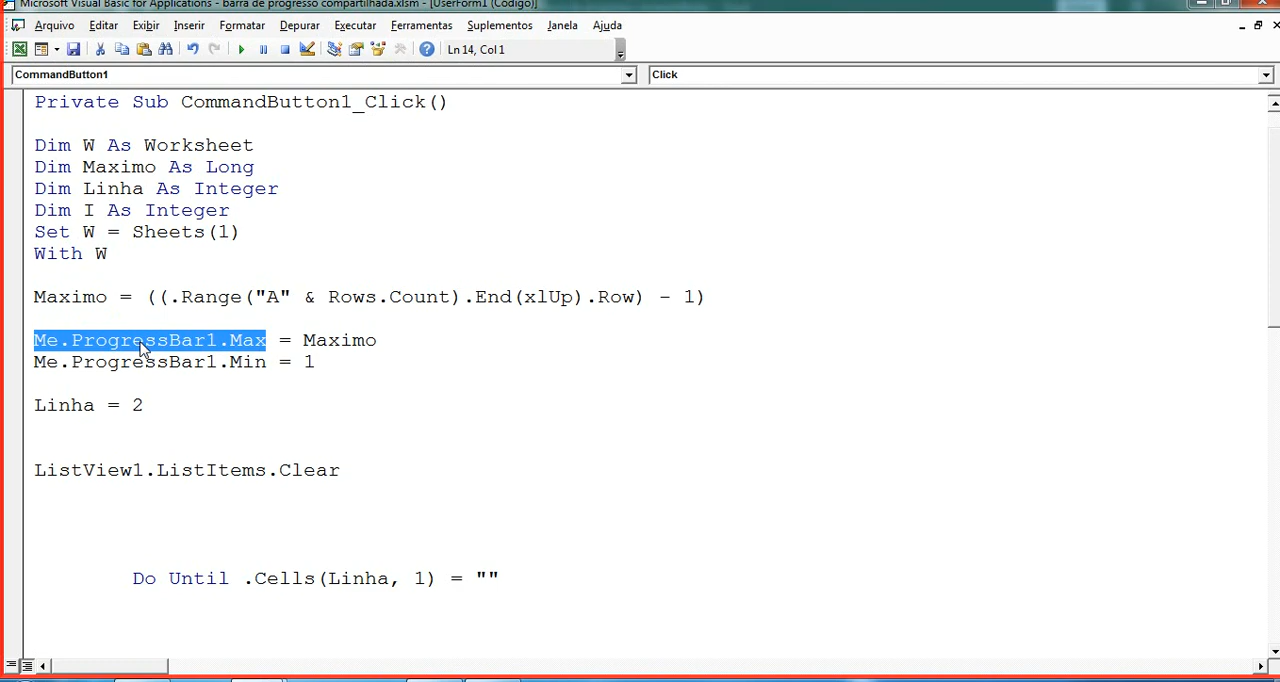 Microsoft Visual Basic for Applications - barra de progresso compartilhada.xlsm - [UserForm1 (Código)]
Arquivo Editar Exibir Inserir Formatar Depurar Executar Ferramentas Suplementos Janela Ajuda
Ln 14, Col 1
CommandButton1 Click
Private Sub CommandButton1_Click()
Dim W As Worksheet
Dim Maximo As Long
Dim Linha As Integer
Dim I As Integer
Set W = Sheets(1)
With W
Maximo = ((.Range("A" & Rows.Count).End(xlUp).Row) - 1)
Me.ProgressBar1.Max = Maximo
Me.ProgressBar1.Min = 1
Linha = 2
ListView1.ListItems.Clear
Do Until .Cells(Linha, 1) = ""